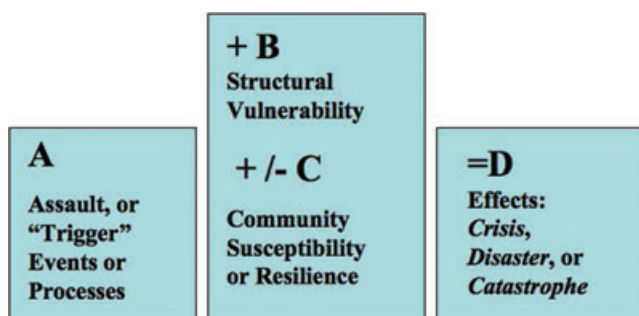 A
Assault, or
“Trigger”
Events or
Processes
+ B
Structural
Vulnerability
+ /- C
Community
Susceptibility
or Resilience
=D
Effects:
Crisis,
Disaster, or
Catastrophe